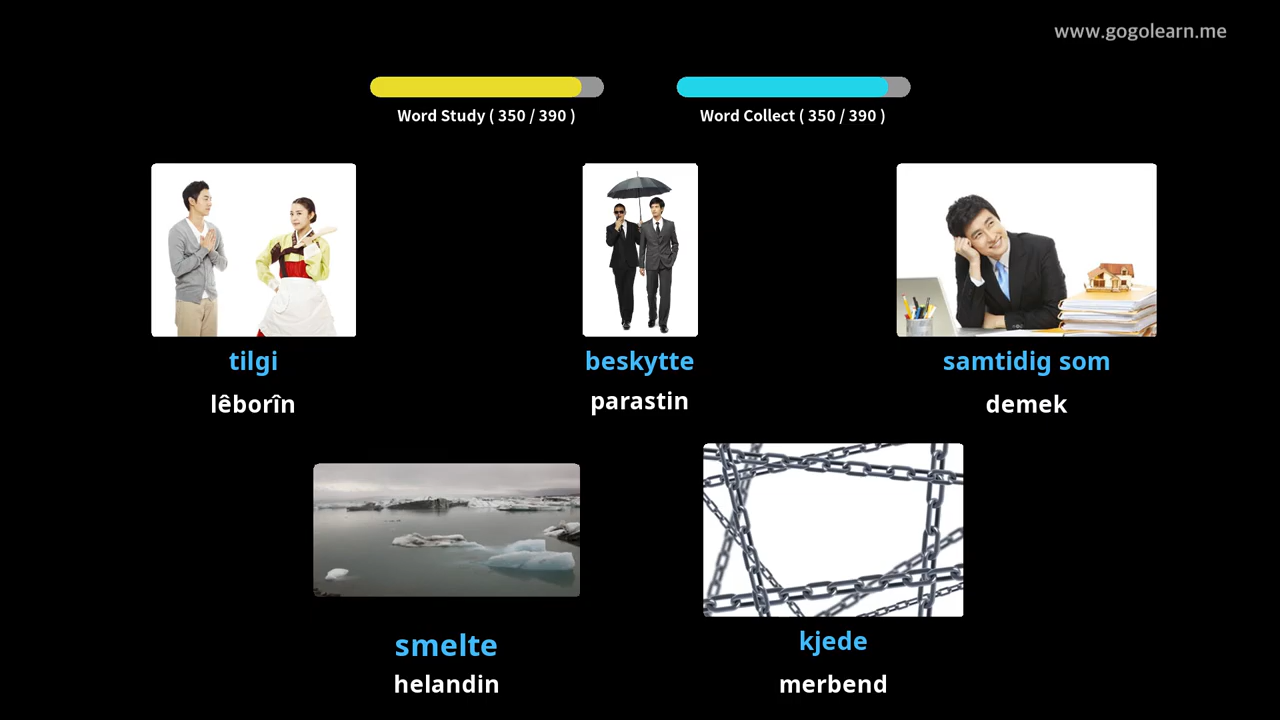 www.gogolearn.me
Word Study ( 350 / 390 )
Word Collect ( 350 / 390 )
tilgi
lêborîn
beskytte
parastin
samtidig som
demek
smelte
helandin
kjede
merbend